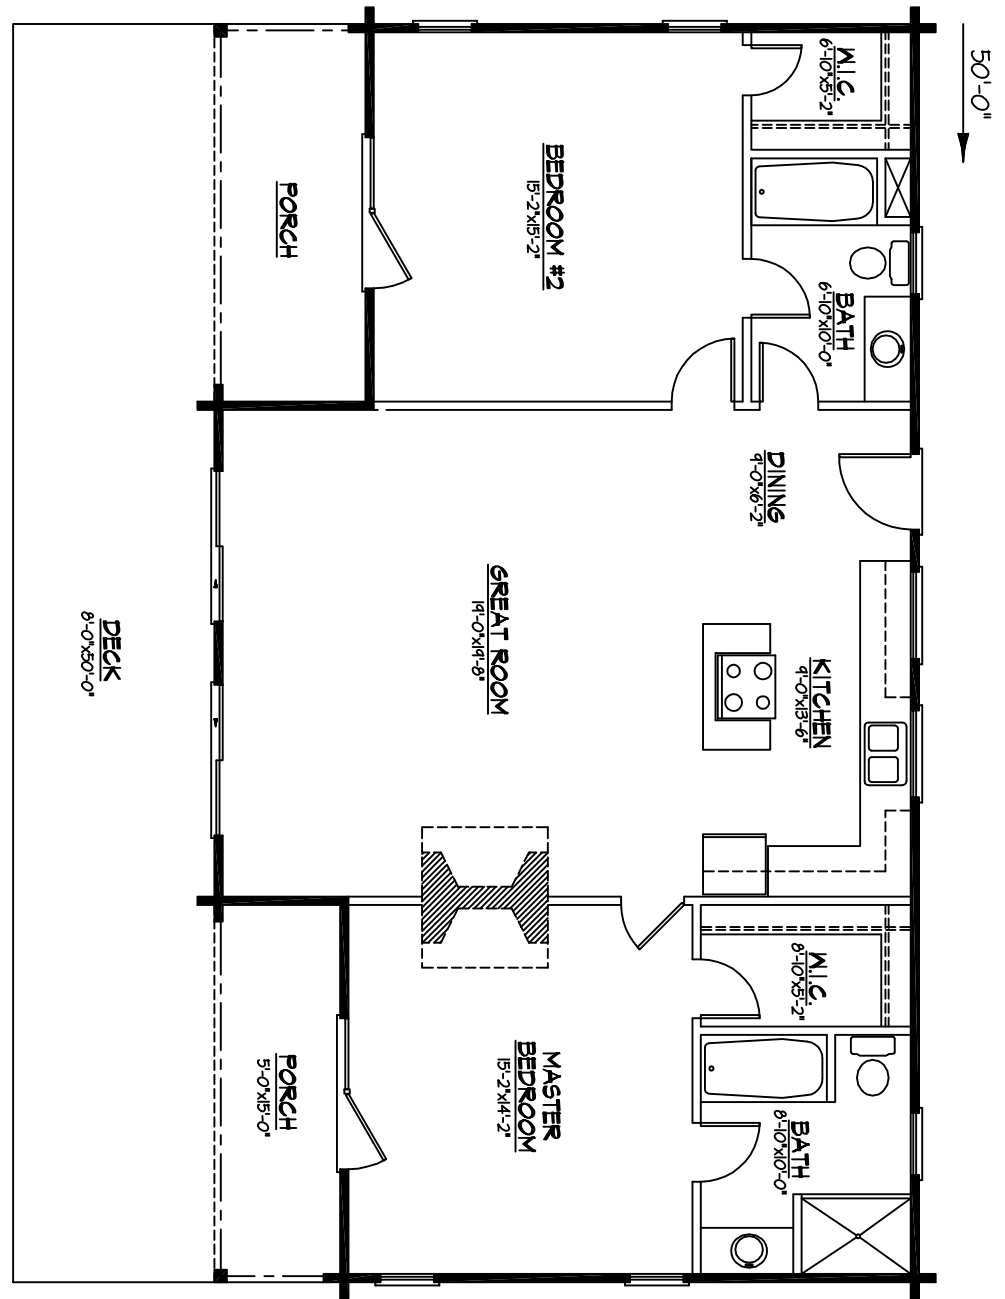 50'-0"
W.I.C.
6'-10"x5'-2"
BEDROOM #2
15'-2"x15'-2"
PORCH
BATH
6'-10"x10'-0"
DINING
9'-0"x6'-2"
GREAT ROOM
19'-0"x19'-8"
KITCHEN
9'-0"x13'-6"
DECK
8'-0"x50'-0"
W.I.C.
8'-10"x5'-2"
MASTER
BEDROOM
15'-2"x14'-2"
PORCH
5'-0"x15'-0"
BATH
8'-10"x10'-0"